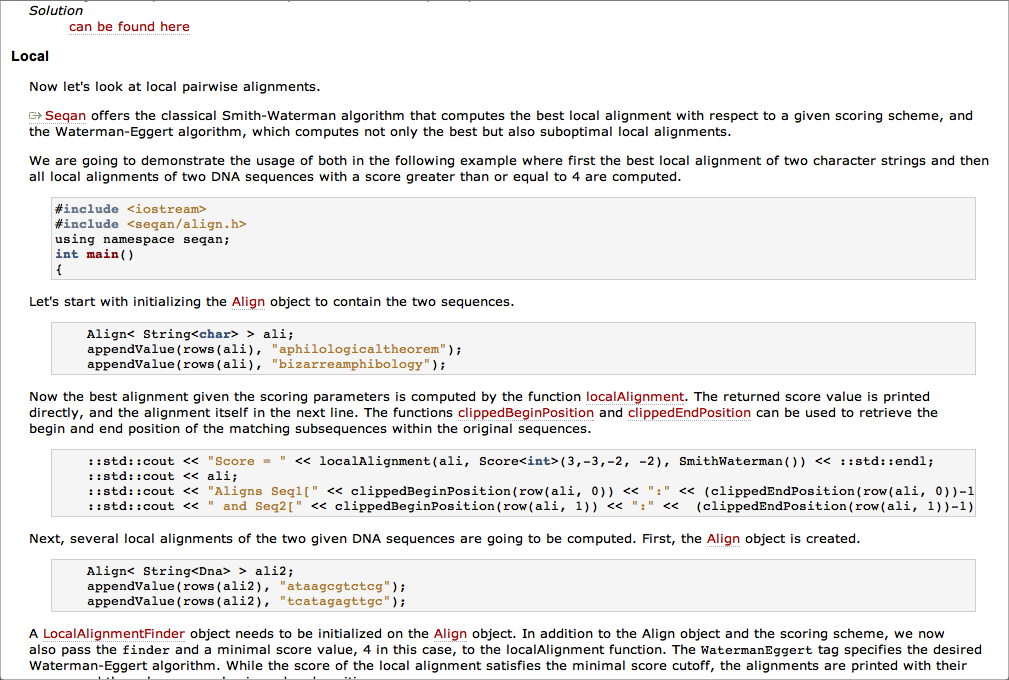 Solution
can be found here
Local
Now let's look at local pairwise alignments.
Seqan offers the classical Smith-Waterman algorithm that computes the best local alignment with respect to a given scoring scheme, and
the Waterman-Eggert algorithm, which computes not only the best but also suboptimal local alignments.
We are going to demonstrate the usage of both in the following example where first the best local alignment of two character strings and then
all local alignments of two DNA sequences with a score greater than or equal to 4 are computed.
#include <iostream>
#include <seqan/align.h>
using namespace seqan;
int main()
{
Let's start with initializing the Align object to contain the two sequences.
Align< String<char> > ali;
appendValue(rows(ali), "aphilologicaltheorem");
appendValue(rows(ali), "bizarreamphibology");
Now the best alignment given the scoring parameters is computed by the function localAlignment. The returned score value is printed
directly, and the alignment itself in the next line. The functions clippedBeginPosition and clippedEndPosition can be used to retrieve the
begin and end position of the matching subsequences within the original sequences.
::std::cout << "Score = " << localAlignment(ali, Score<int>(3,-3,-2, -2), SmithWaterman()) << ::std::endl;
::std::cout << ali;
::std::cout << "Aligns Seq1[" << clippedBeginPosition(row(ali, 0)) << ":" << (clippedEndPosition(row(ali, 0))-1
::std::cout << " and Seq2[" << clippedBeginPosition(row(ali, 1)) << ":" <<  (clippedEndPosition(row(ali, 1))-1)
Next, several local alignments of the two given DNA sequences are going to be computed. First, the Align object is created.
Align< String<Dna> > ali2;
appendValue(rows(ali2), "ataagcgtctcg");
appendValue(rows(ali2), "tcatagagttgc");
A LocalAlignmentFinder object needs to be initialized on the Align object. In addition to the Align object and the scoring scheme, we now
also pass the finder and a minimal score value, 4 in this case, to the localAlignment function. The WatermanEggert tag specifies the desired
Waterman-Eggert algorithm. While the score of the local alignment satisfies the minimal score cutoff, the alignments are printed with their